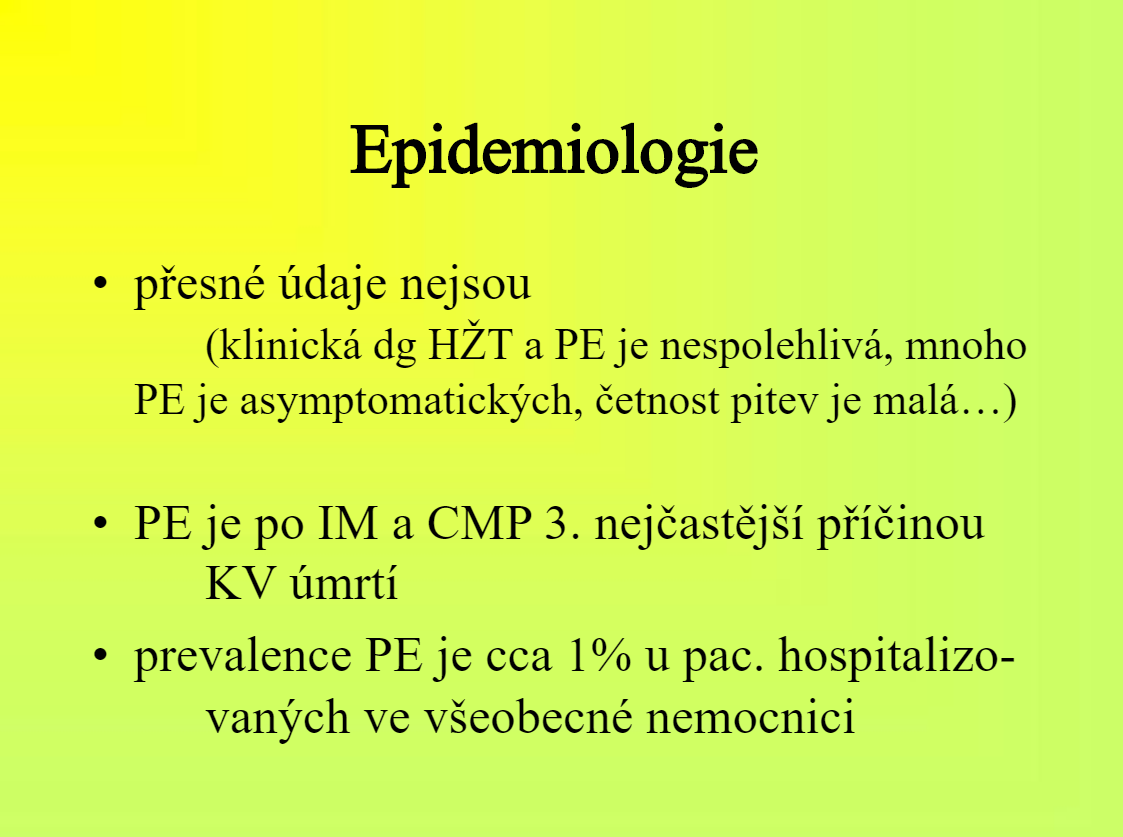 Epidemiologie
• přesné údaje nejsou
(klinická dg HŽT a PE je nespolehlivá, mnoho
PE je asymptomatických, četnost pitev je malá…)
• PE je po IM a CMP 3. nejčastější příčinou
KV úmrtí
• prevalence PE je cca 1% u pac. hospitalizo-
vaných ve všeobecné nemocnici